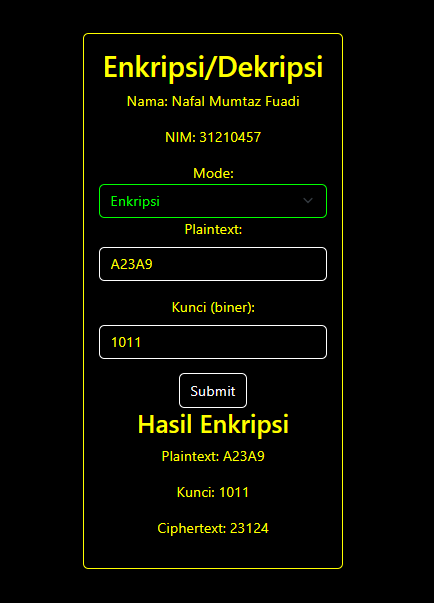 Enkripsi/Dekripsi
Nama: Nafal Mumtaz Fuadi
NIM: 31210457
Mode:
Enkripsi
Plaintext:
A23A9
Kunci (biner):
1011
Submit
Hasil Enkripsi
Plaintext: A23A9
Kunci: 1011
Ciphertext: 23124